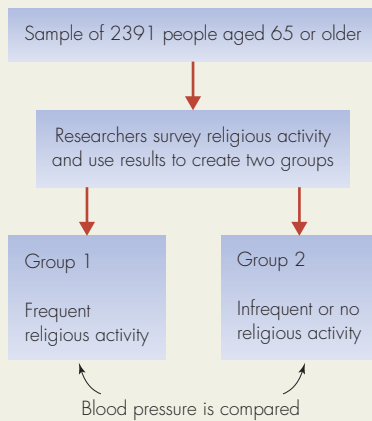 Sample of 2391 people aged 65 or older
Researchers survey religious activity
and use results to create two groups
Group 1
Frequent
religious activity
Group 2
Infrequent or no
religious activity
Blood pressure is compared